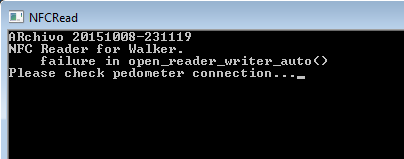 NFCRead
ARchivo 20151008-231119
NFC Reader for Walker.
failure in open_reader_writer_auto()
Please check pedometer connection..._